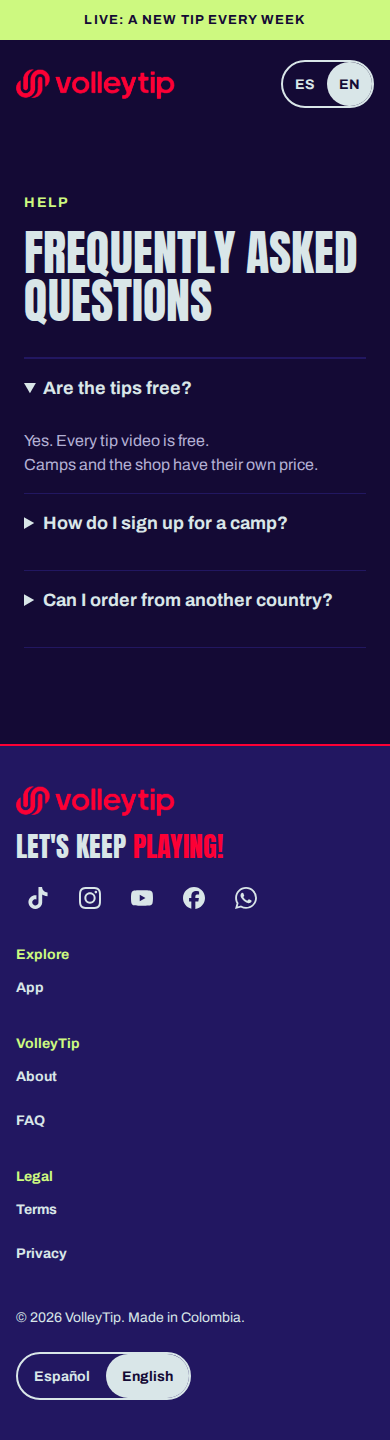 LIVE: A NEW TIP EVERY WEEK
volleytip
ES EN
HELP
FREQUENTLY ASKED
QUESTIONS
Are the tips free?
Yes. Every tip video is free.
Camps and the shop have their own price.
How do I sign up for a camp?
Can I order from another country?
volleytip
LET'S KEEP PLAYING!
Explore
App
VolleyTip
About
FAQ
Legal
Terms
Privacy
© 2026 VolleyTip. Made in Colombia.
Español English